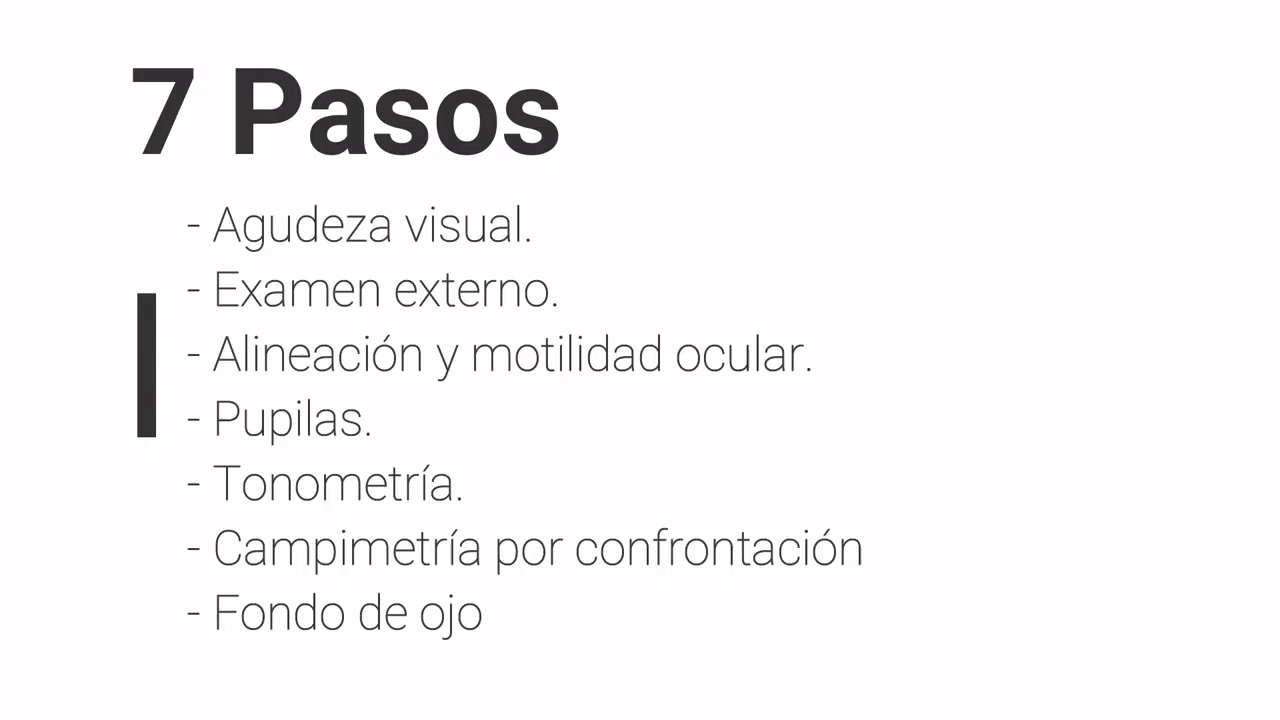 7 Pasos
- Agudeza visual.
- Examen externo.
- Alineación y motilidad ocular.
- Pupilas.
- Tonometría.
- Campimetría por confrontación
- Fondo de ojo